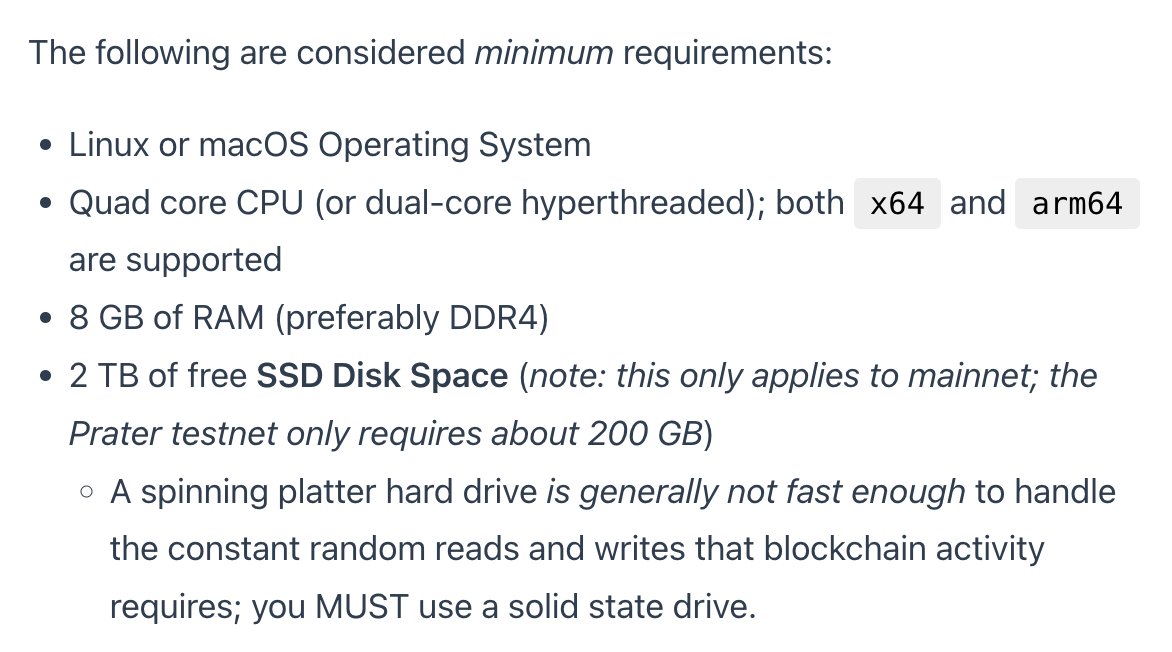 The following are considered minimum requirements:
• Linux or macOS Operating System
• Quad core CPU (or dual-core hyperthreaded); both x64 and arm64
are supported
• 8 GB of RAM (preferably DDR4)
• 2 TB of free SSD Disk Space (note: this only applies to mainnet; the
Prater testnet only requires about 200 GB)
◦ A spinning platter hard drive is generally not fast enough to handle
the constant random reads and writes that blockchain activity
requires; you MUST use a solid state drive.